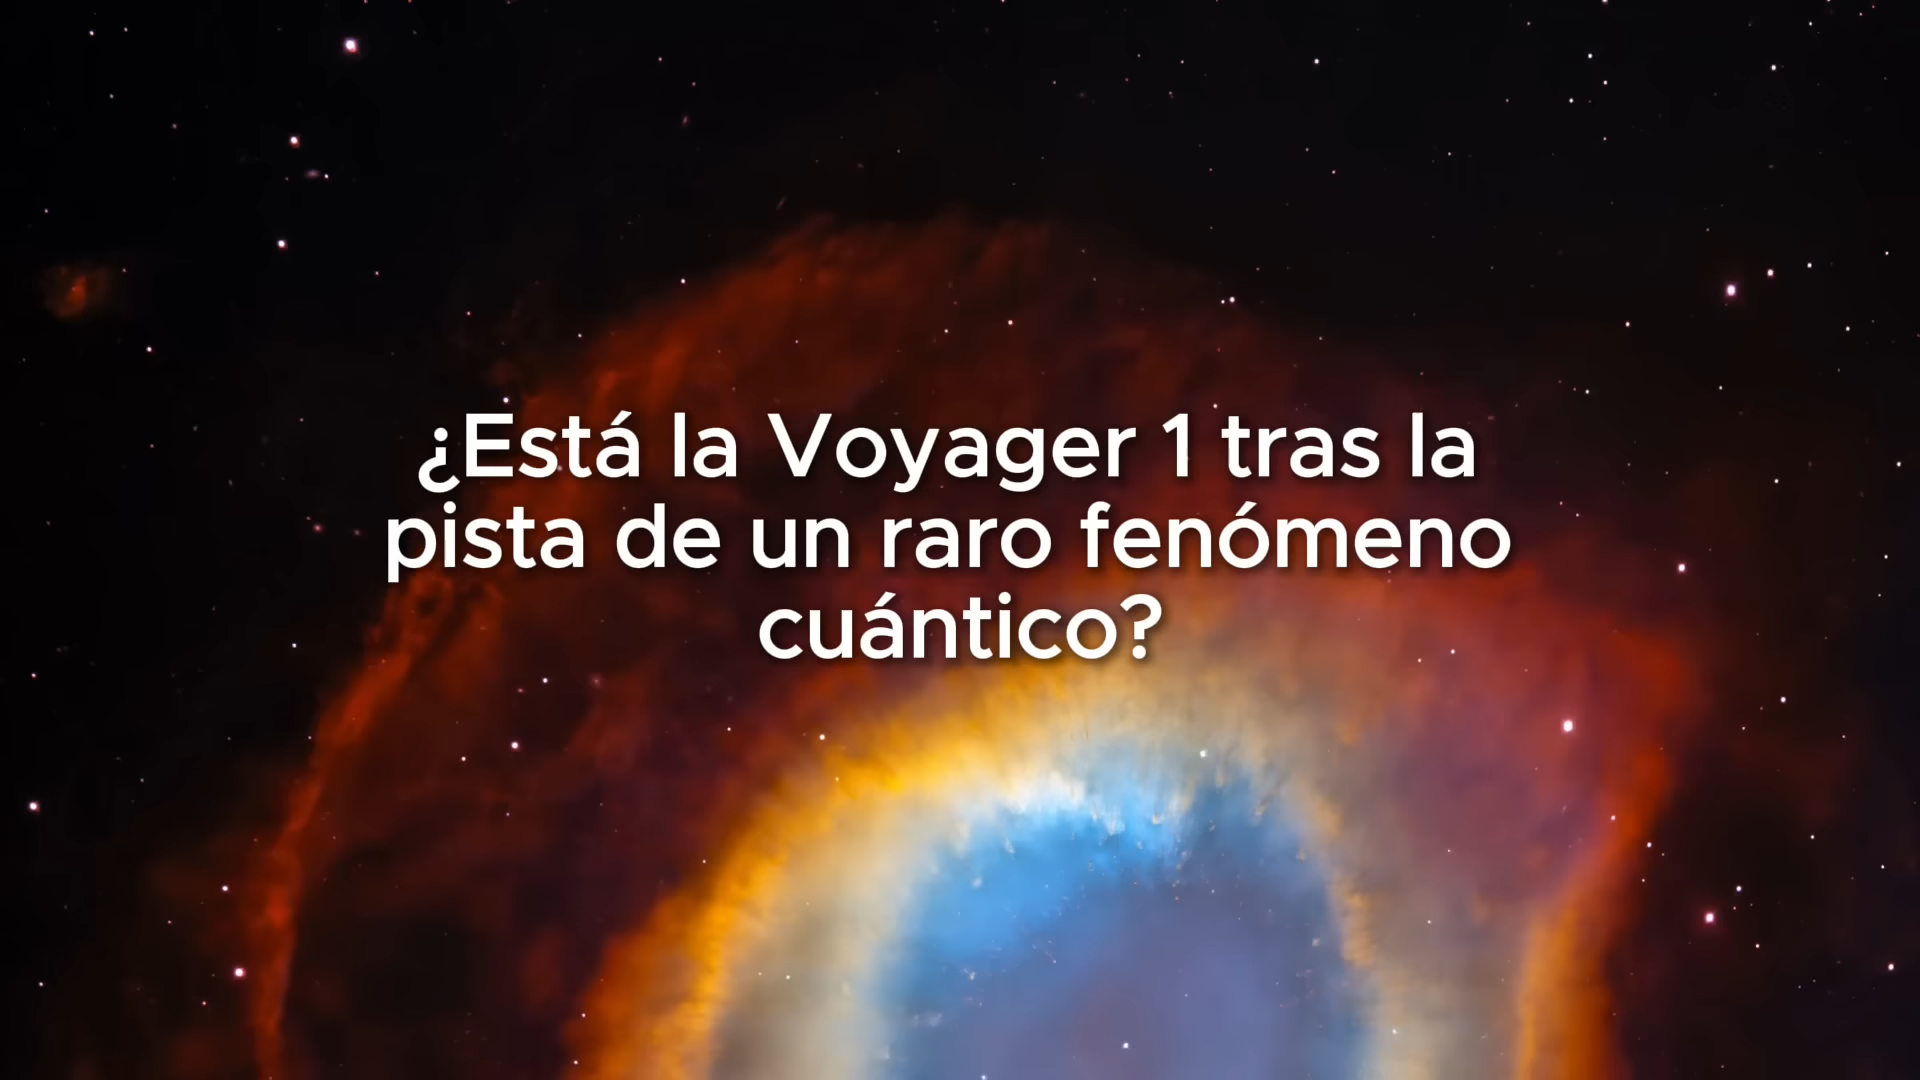 ¿Está la Voyager 1 tras la
pista de un raro fenómeno
cuántico?